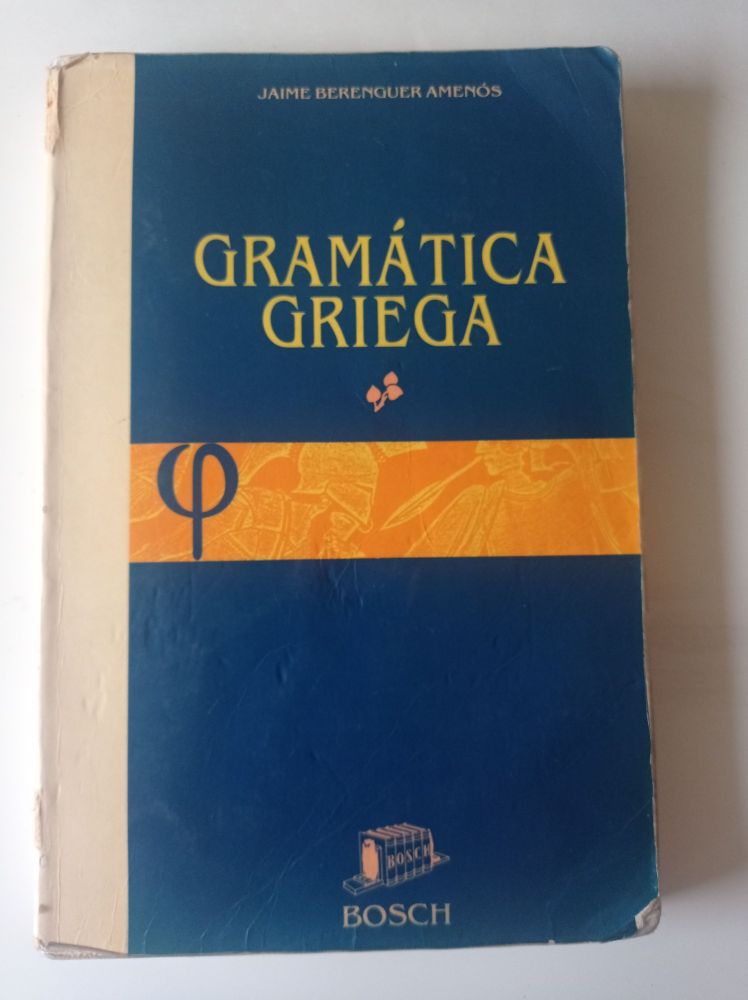 JAIME BERENGUER AMENÓS
GRAMÁTICA
GRIEGA
φ
BOSCH
BOSCH